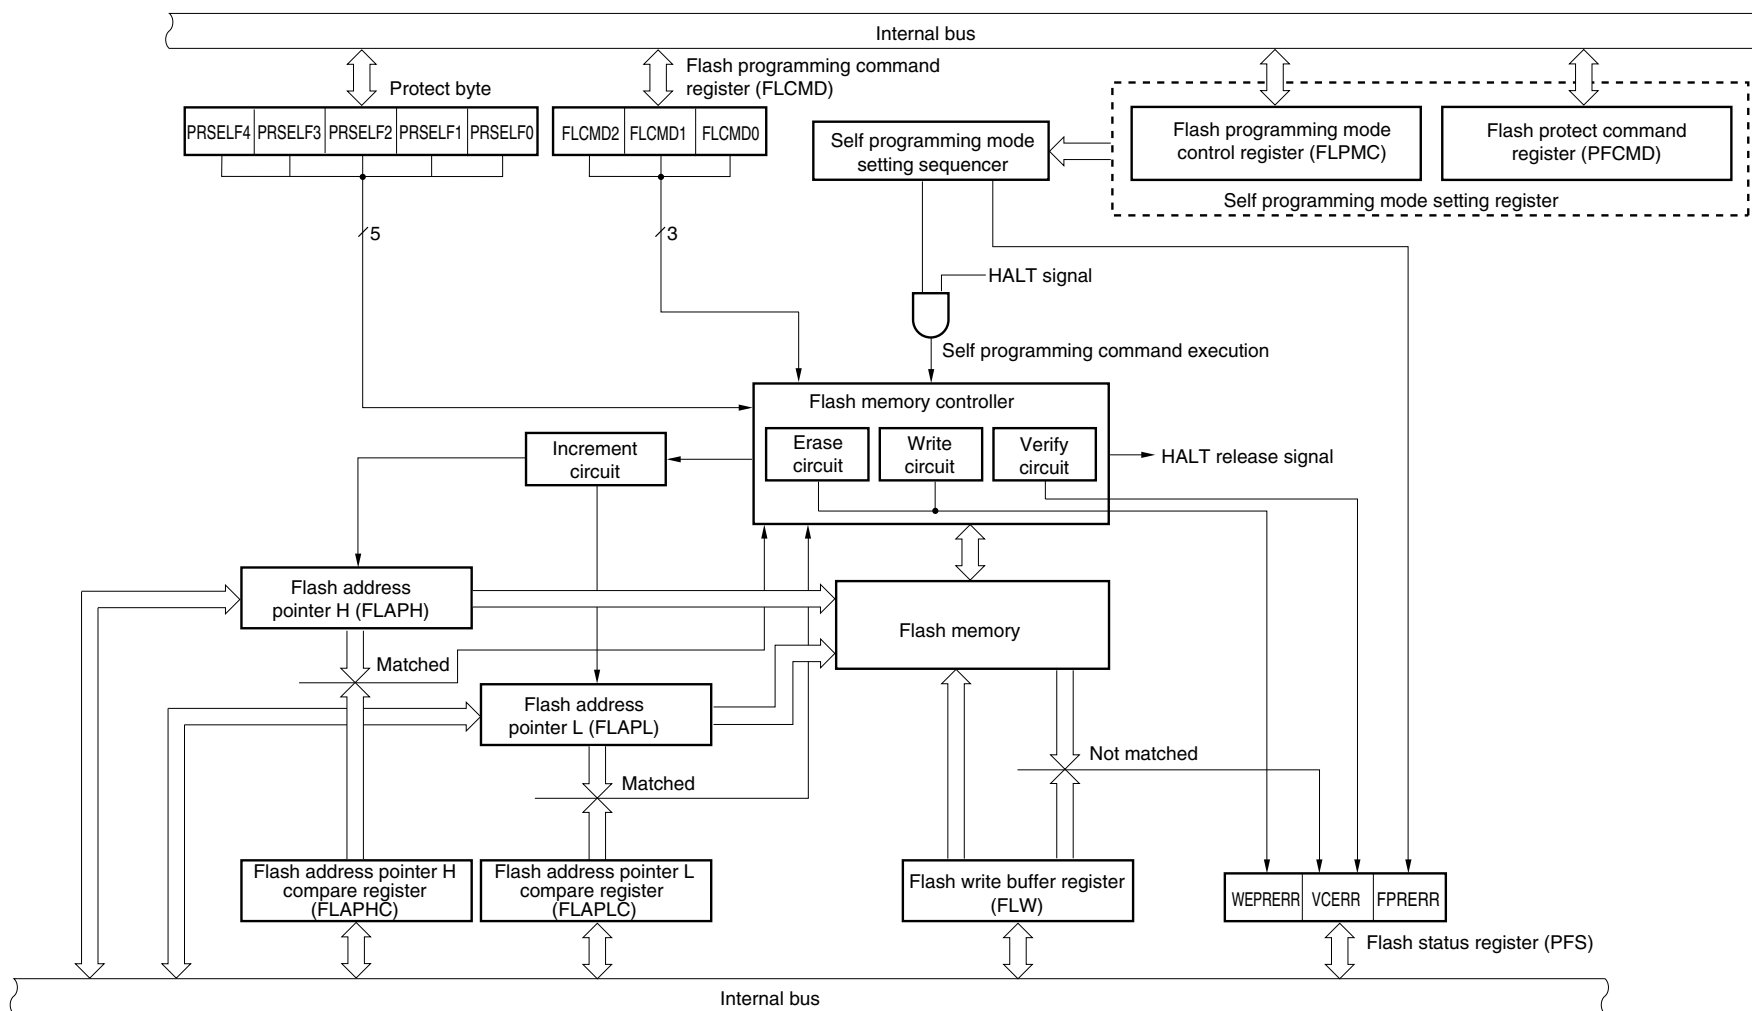 Internal bus
Protect byte
Flash programming command
register (FLCMD)
PRSELF4 PRSELF3 PRSELF2 PRSELF1 PRSELF0
FLCMD2 FLCMD1 FLCMD0
Self programming mode
setting sequencer
Flash programming mode
control register (FLPMC)
Flash protect command
register (PFCMD)
Self programming mode setting register
5
3
HALT signal
Self programming command execution
Flash memory controller
Erase
circuit
Write
circuit
Verify
circuit
HALT release signal
Increment
circuit
Flash address
pointer H (FLAPH)
Flash memory
Matched
Flash address
pointer L (FLAPL)
Matched
Not matched
Flash address pointer H
compare register
(FLAPHC)
Flash address pointer L
compare register
(FLAPLC)
Flash write buffer register
(FLW)
WEPRERR VCERR FPRERR
Flash status register (PFS)
Internal bus